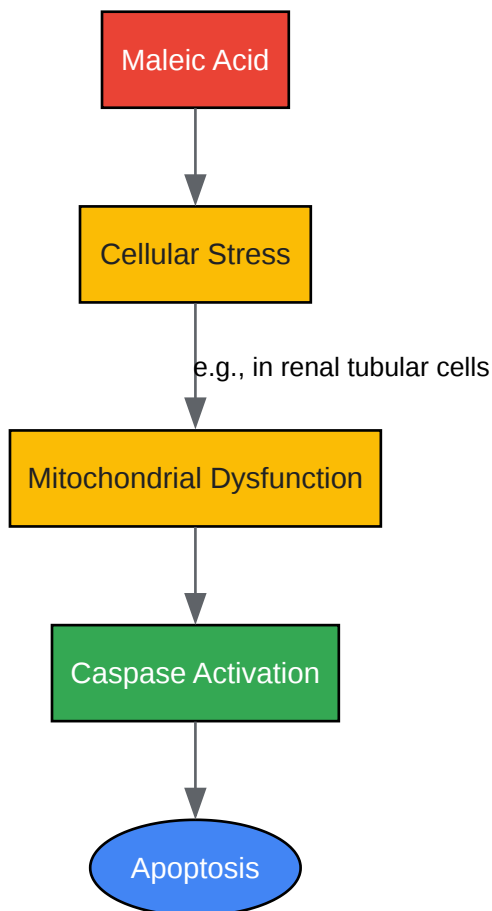 Maleic Acid
Cellular Stress
e.g., in renal tubular cells
Mitochondrial Dysfunction
Caspase Activation
Apoptosis